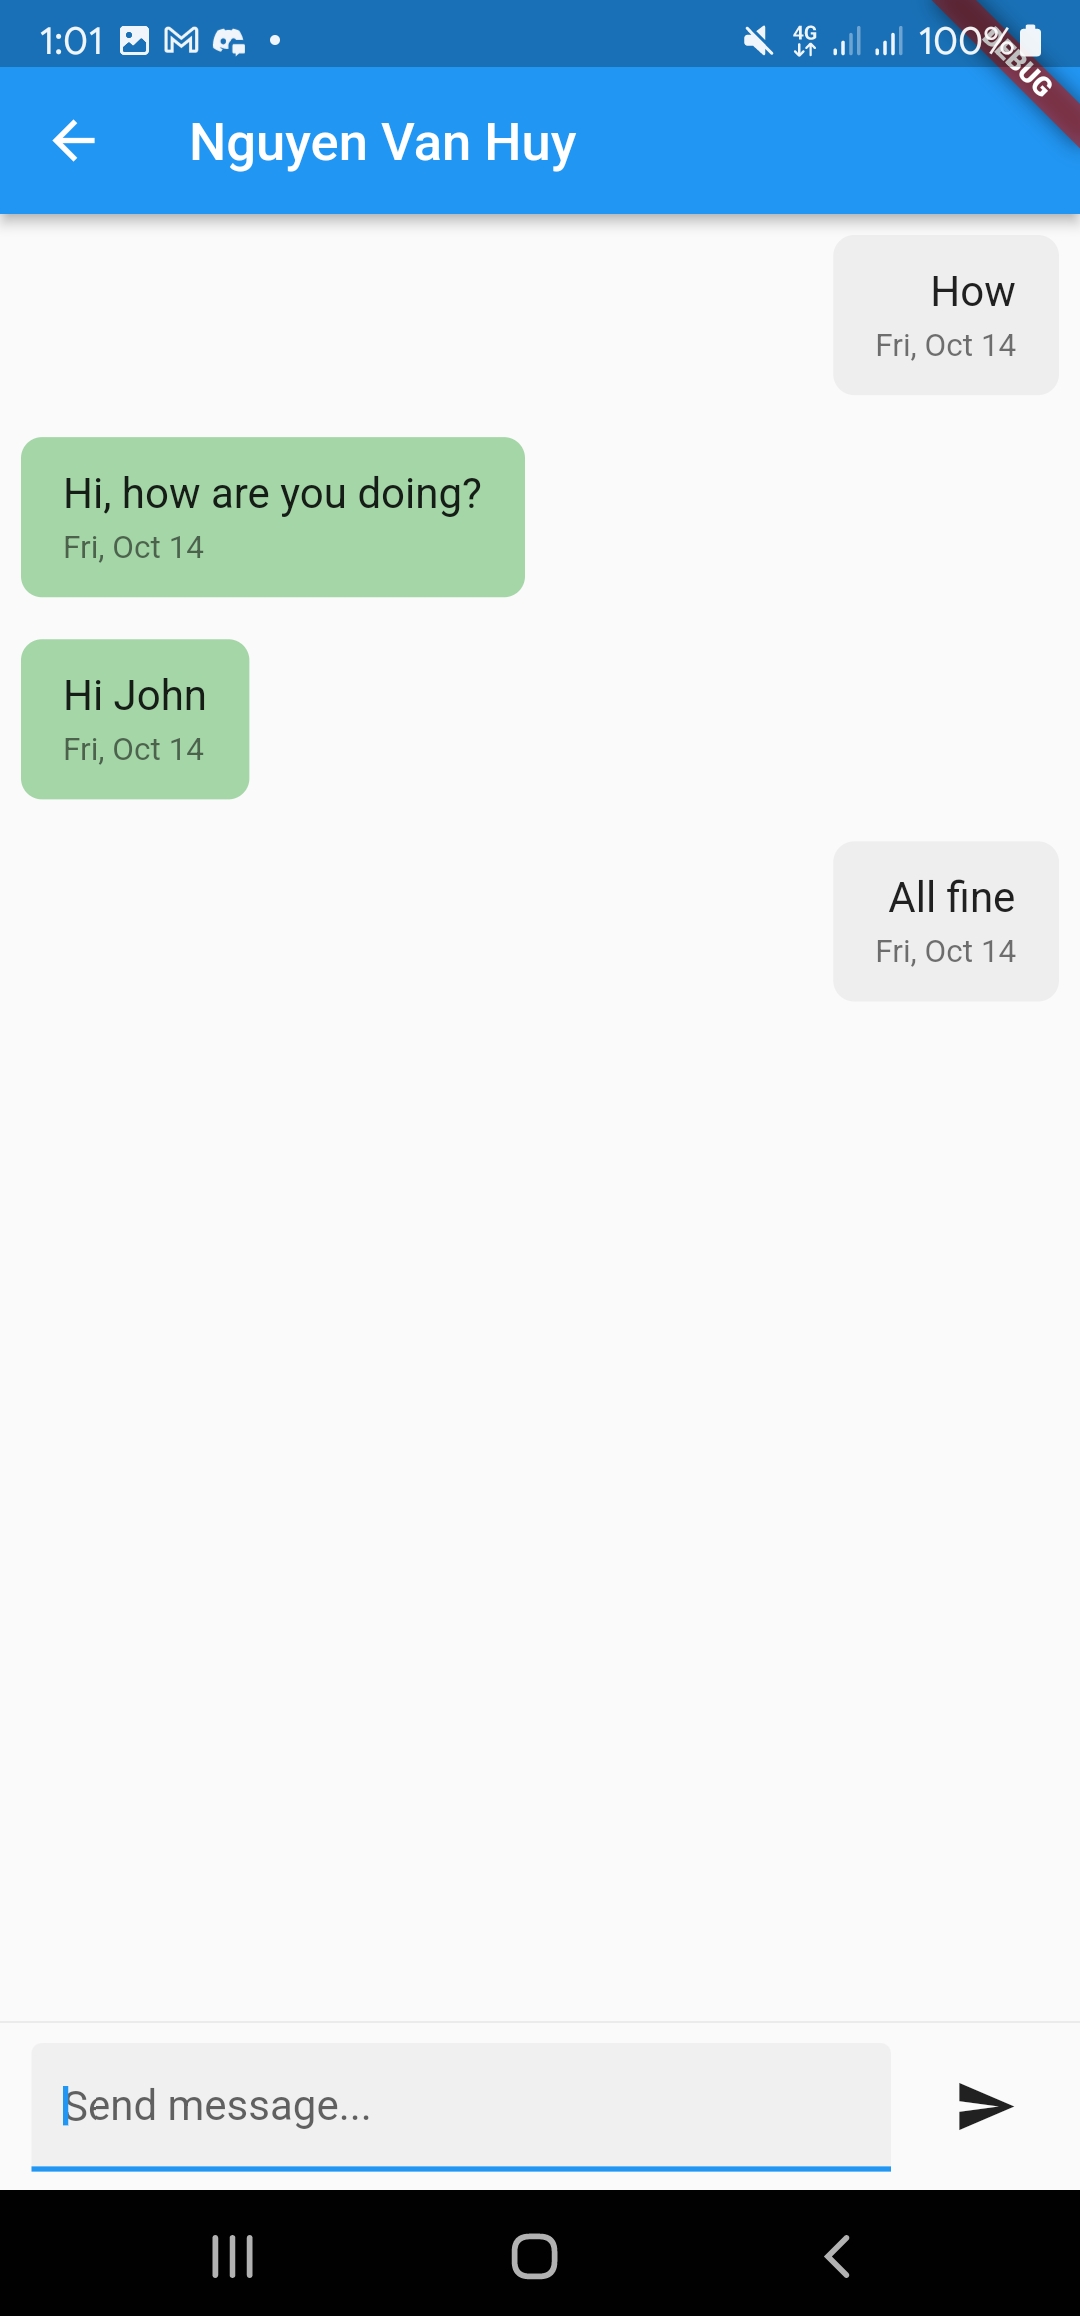 1:01
4G
100%
DEBUG
Nguyen Van Huy
How
Fri, Oct 14
Hi, how are you doing?
Fri, Oct 14
Hi John
Fri, Oct 14
All fine
Fri, Oct 14
Send message...